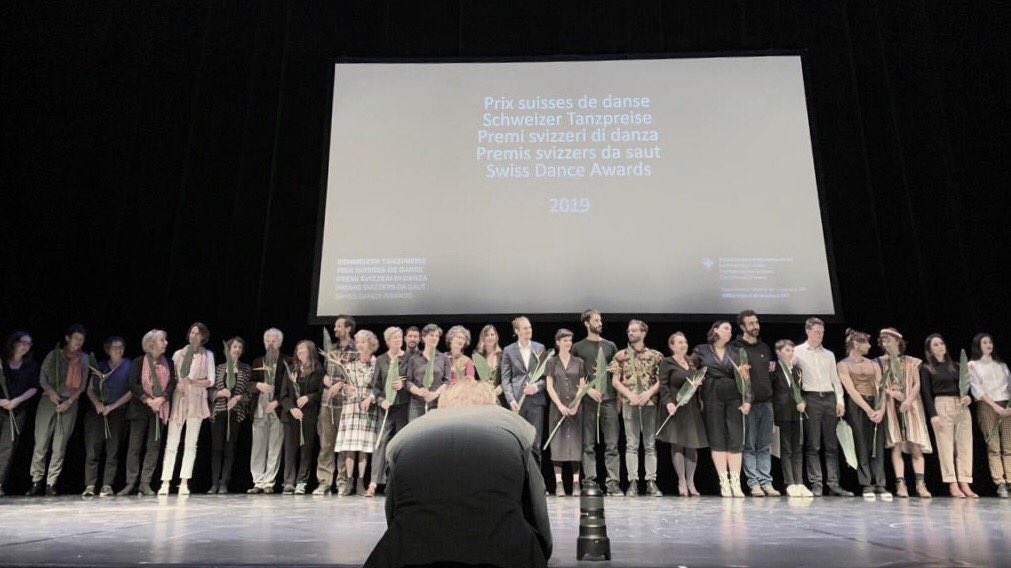 Prix suisses de danse
Schweizer Tanzpreise
Premi svizzeri di danza
Premis svizzers da saut
Swiss Dance Awards
2019
SCHWEIZER TANZPREISE
PRIX SUISSES DE DANSE
PREMI SVIZZERI DI DANZA
PREMIS SVIZZERS DA SAUT
SWISS DANCE AWARDS